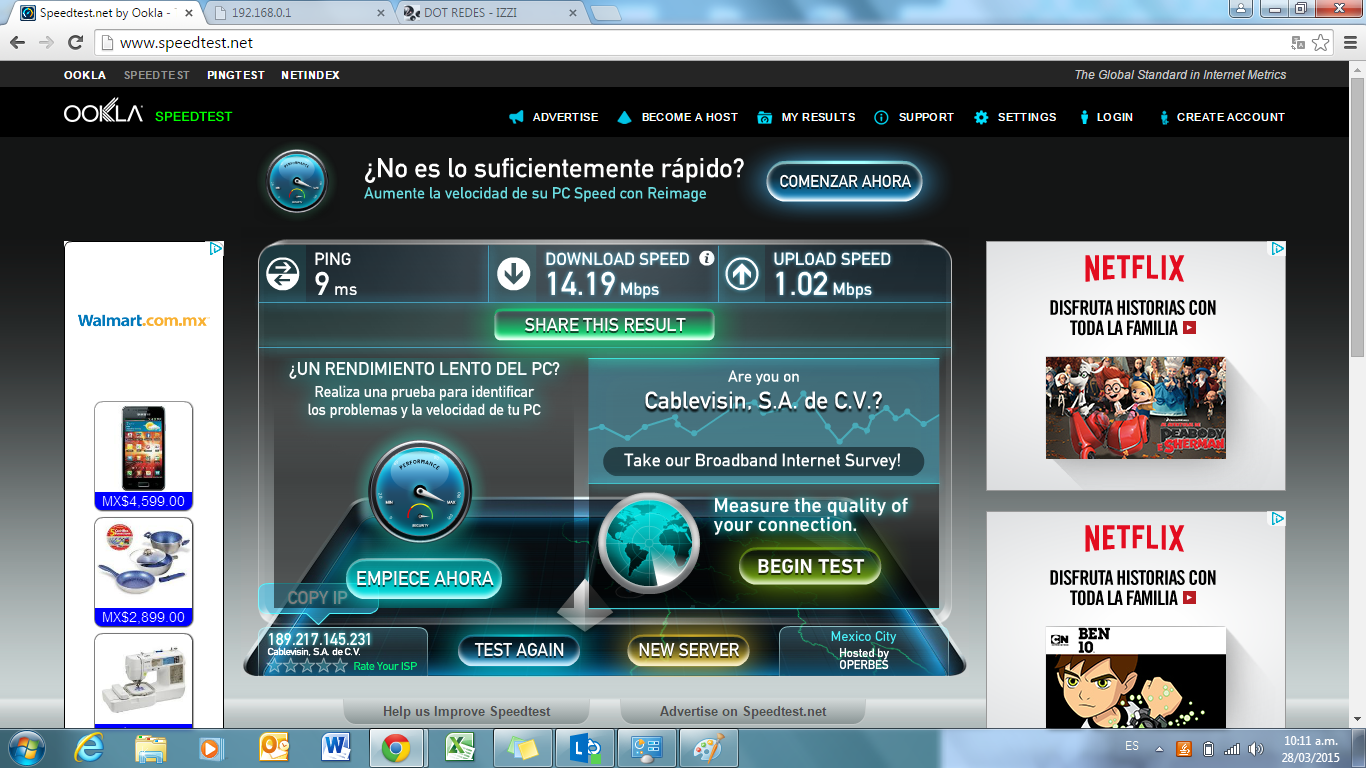 Speedtest.net by Ookla -
192.168.0.1
DOT REDES - IZZI
www.speedtest.net
OOKLA
SPEEDTEST
PINGTEST
NETINDEX
The Global Standard in Internet Metrics
OOKLA SPEEDTEST
ADVERTISE
BECOME A HOST
MY RESULTS
SUPPORT
SETTINGS
LOGIN
CREATE ACCOUNT
¿No es lo suficientemente rápido?
Aumente la velocidad de su PC Speed con Reimage
COMENZAR AHORA
Walmart.com.mx
MX$4,599.00
MX$2,899.00
PING
9 ms
DOWNLOAD SPEED
14.19 Mbps
UPLOAD SPEED
1.02 Mbps
SHARE THIS RESULT
¿UN RENDIMIENTO LENTO DEL PC?
Realiza una prueba para identificar
los problemas y la velocidad de tu PC
PERFORMANCE
MIN
MAX
SECURITY
EMPIECE AHORA
Are you on
Cablevisin, S.A. de C.V.?
Take our Broadband Internet Survey!
Measure the quality of
your connection.
BEGIN TEST
COPY IP
189.217.145.231
Cablevisin, S.A. de C.V.
Rate Your ISP
TEST AGAIN
NEW SERVER
Mexico City
Hosted by
OPERBES
Help us Improve Speedtest
Advertise on Speedtest.net
NETFLIX
DISFRUTA HISTORIAS CON
TODA LA FAMILIA
PEABODY
E SHERMAN
NETFLIX
DISFRUTA HISTORIAS CON
TODA LA FAMILIA
CN
BEN
10
ES
10:11 a.m.
28/03/2015